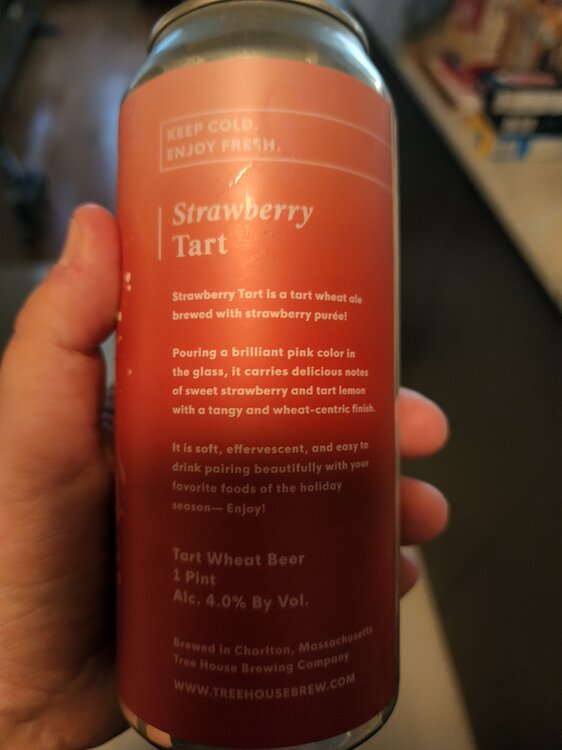 KEEP COLD.
ENJOY FRESH.
Strawberry
Tart
Strawberry Tart is a tart wheat ale
brewed with strawberry purée!
Pouring a brilliant pink color in
the glass, it carries delicious notes
of sweet strawberry and tart lemon
with a tangy and wheat-centric finish.
It is soft, effervescent, and easy to
drink pairing beautifully with your
favorite foods of the holiday
season— Enjoy!
Tart Wheat Beer
1 Pint
Alc. 4.0% By Vol.
Brewed in Charlton, Massachusetts
Tree House Brewing Company
WWW.TREEHOUSEBREW.COM